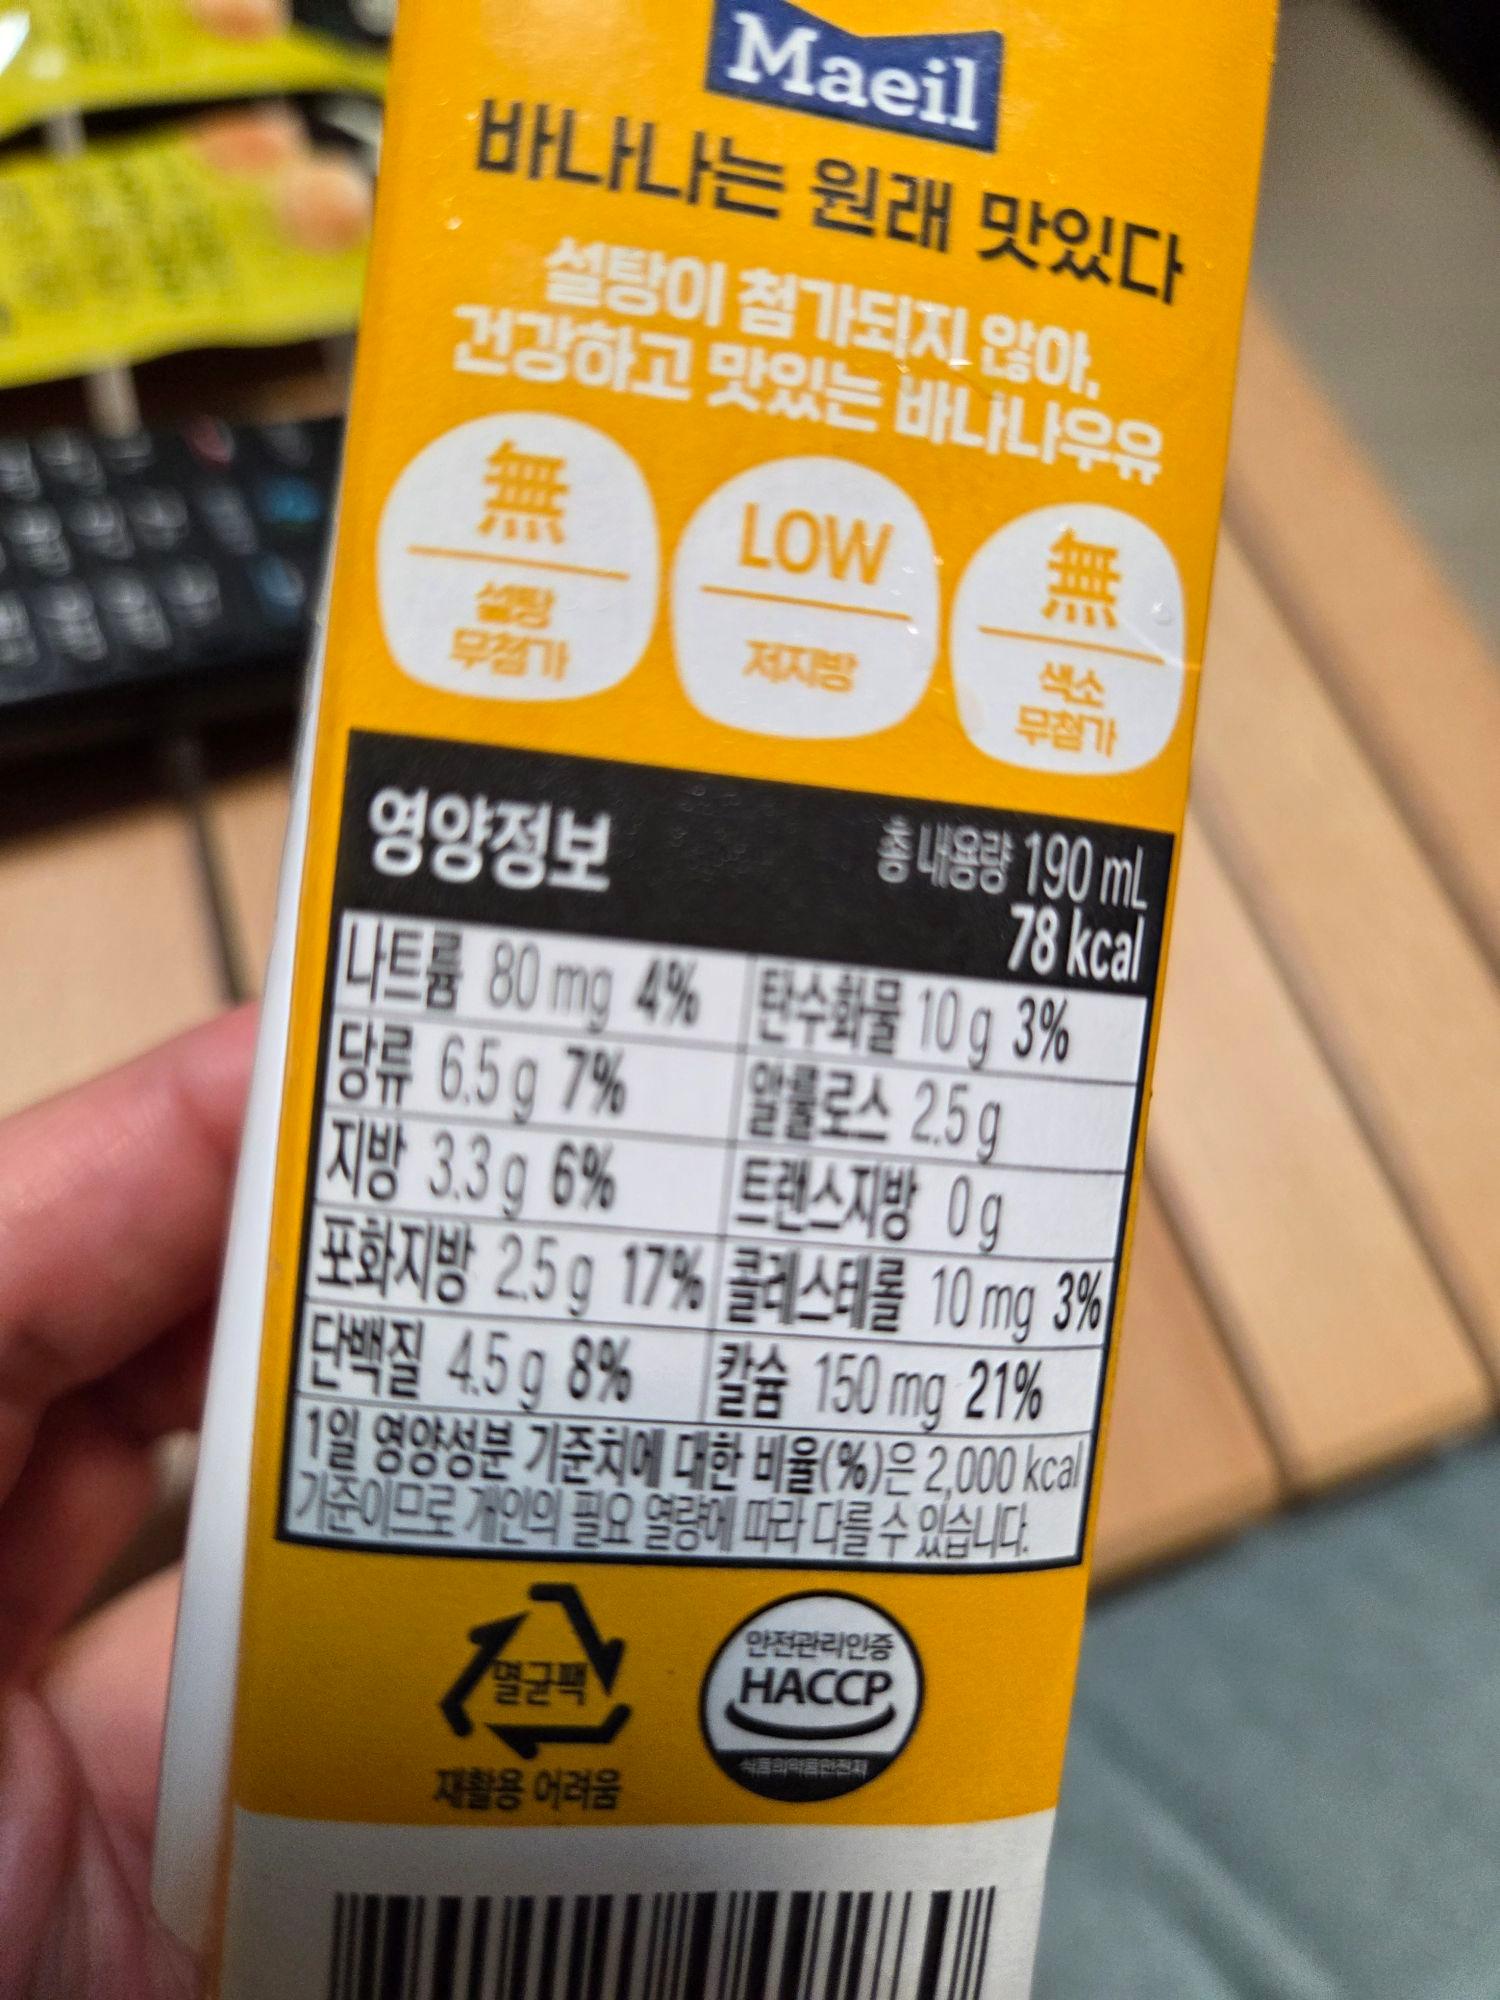 Maeil
바나나는 원래 맛있다
설탕이 첨가되지 않아,
건강하고 맛있는 바나나우유
無
설탕
무첨가
LOW
저지방
無
색소
무첨가
영양정보
총 내용량 190 mL
78 kcal
나트륨 80 mg 4% 탄수화물 10 g 3%
당류 6.5 g 7% 알룰로스 2.5 g
지방 3.3 g 6% 트랜스지방 0 g
포화지방 2.5 g 17% 콜레스테롤 10 mg 3%
단백질 4.5 g 8% 칼슘 150 mg 21%
1일 영양성분 기준치에 대한 비율(%)은 2,000 kcal
기준이므로 개인의 필요 열량에 따라 다를 수 있습니다.
멸균팩
재활용 어려움
안전관리인증
HACCP
식품의약품안전처